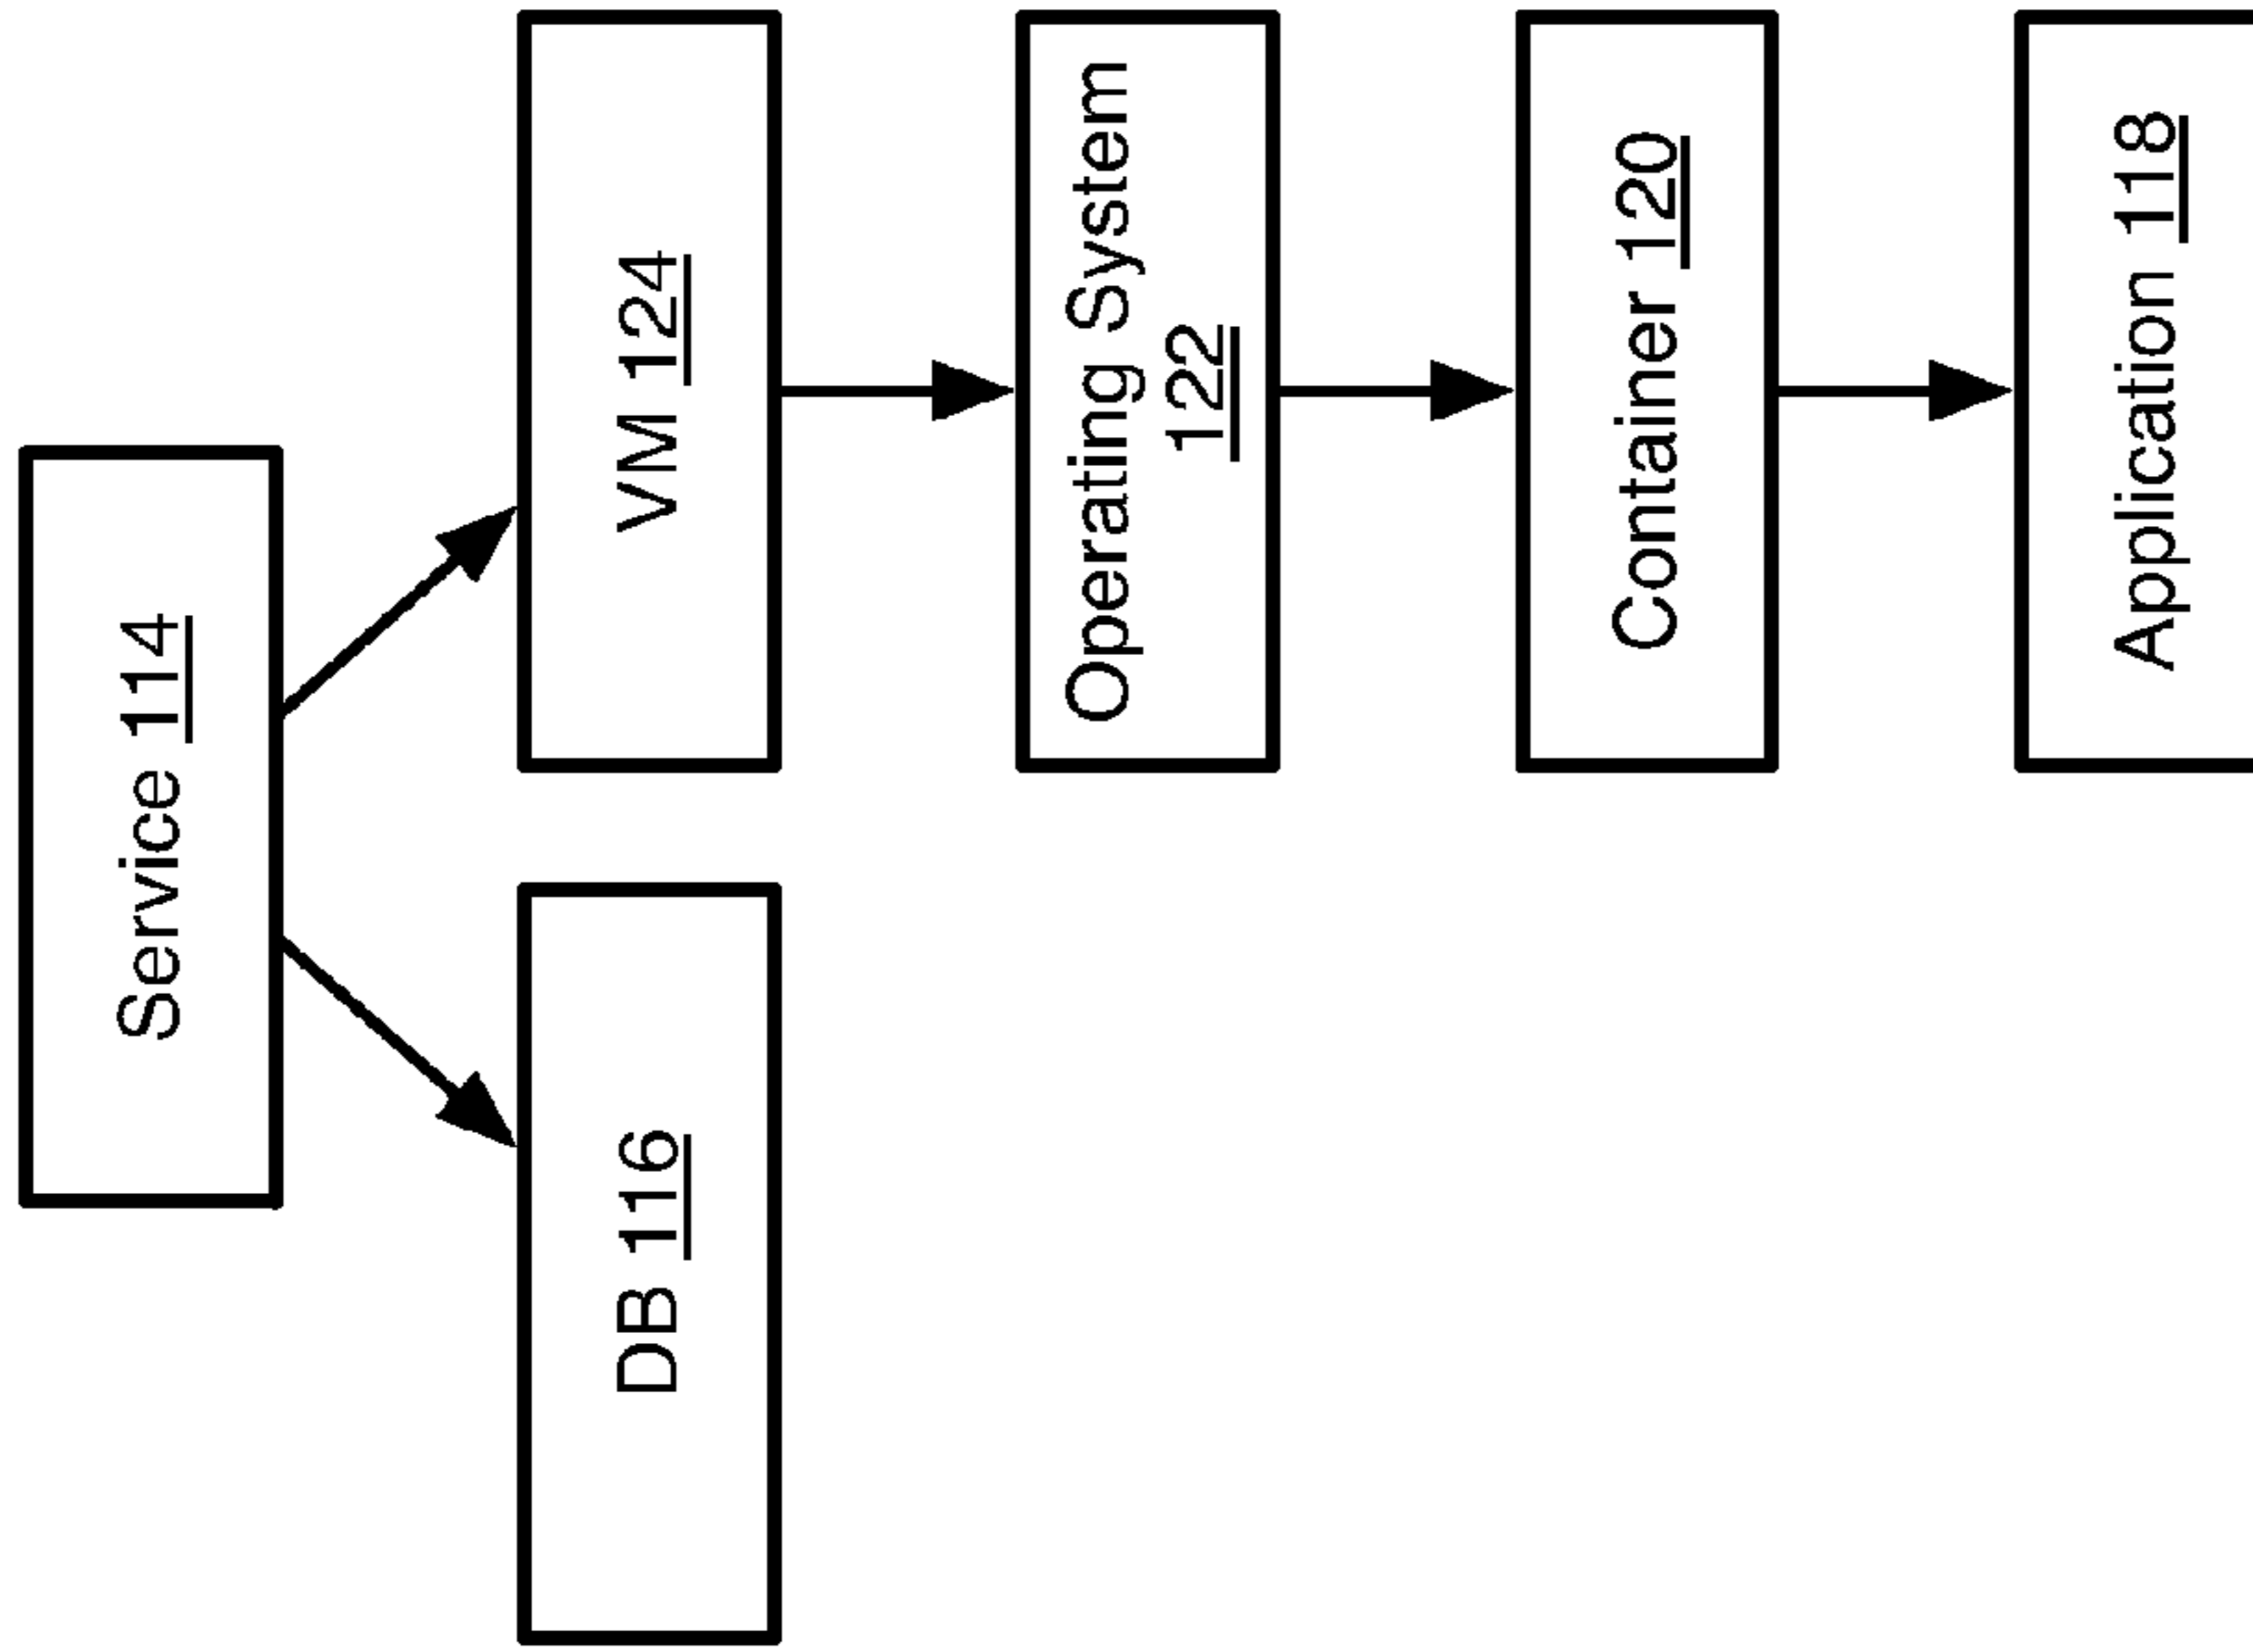 Service 114
DB 116
VM 124
Operating System
122
Container 120
Application 118